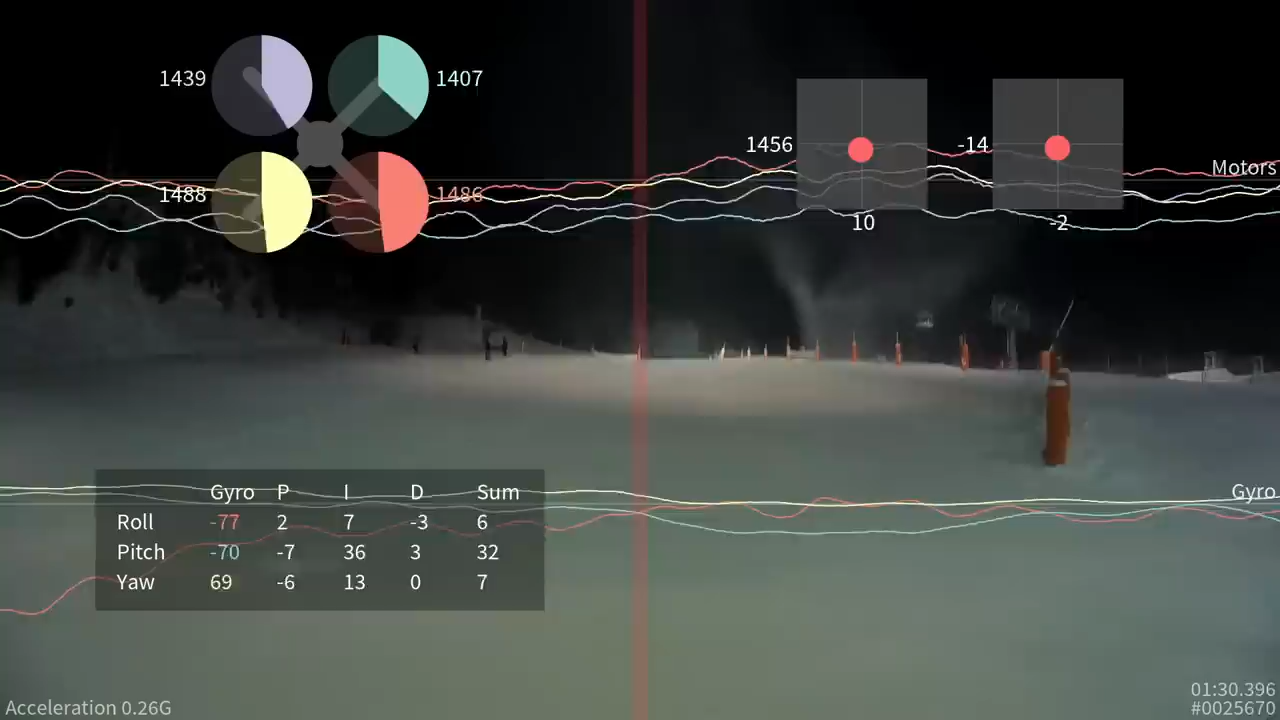 1439 1407
1456 -14
Motors
1488 1486
10 -2
Gyro
Gyro P I D Sum
Roll -77 2 7 -3 6
Pitch -70 -7 36 3 32
Yaw 69 -6 13 0 7
01:30.396
Acceleration 0.26G #0025670